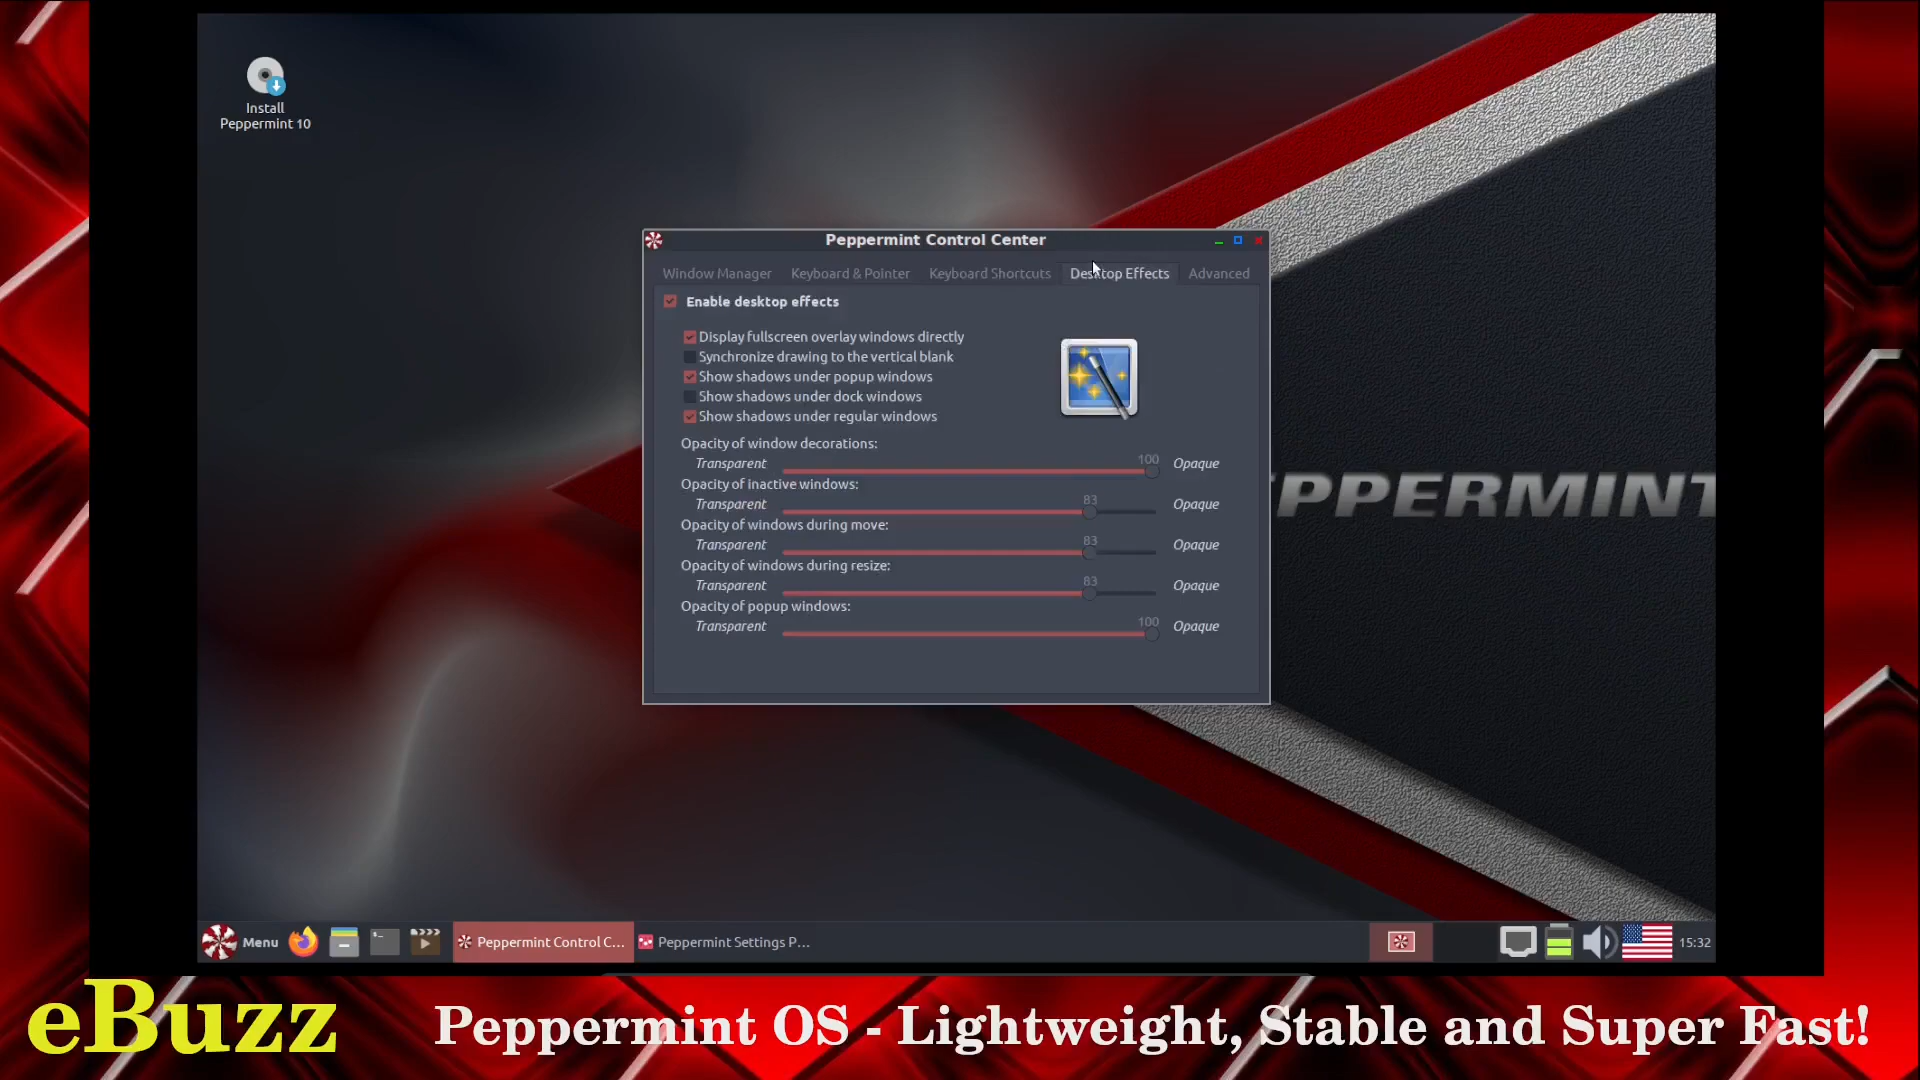 Install
Peppermint 10
Peppermint Control Center
Window Manager Keyboard & Pointer Keyboard Shortcuts Desktop Effects Advanced
Enable desktop effects
Display fullscreen overlay windows directly
Synchronize drawing to the vertical blank
Show shadows under popup windows
Show shadows under dock windows
Show shadows under regular windows
Opacity of window decorations:
Transparent 100 Opaque
Opacity of inactive windows:
Transparent 83 Opaque
Opacity of windows during move:
Transparent 83 Opaque
Opacity of windows during resize:
Transparent 83 Opaque
Opacity of popup windows:
Transparent 100 Opaque
PPERMINT
Menu Peppermint Control C... Peppermint Settings P... 15:32
eBuzz Peppermint OS - Lightweight, Stable and Super Fast!